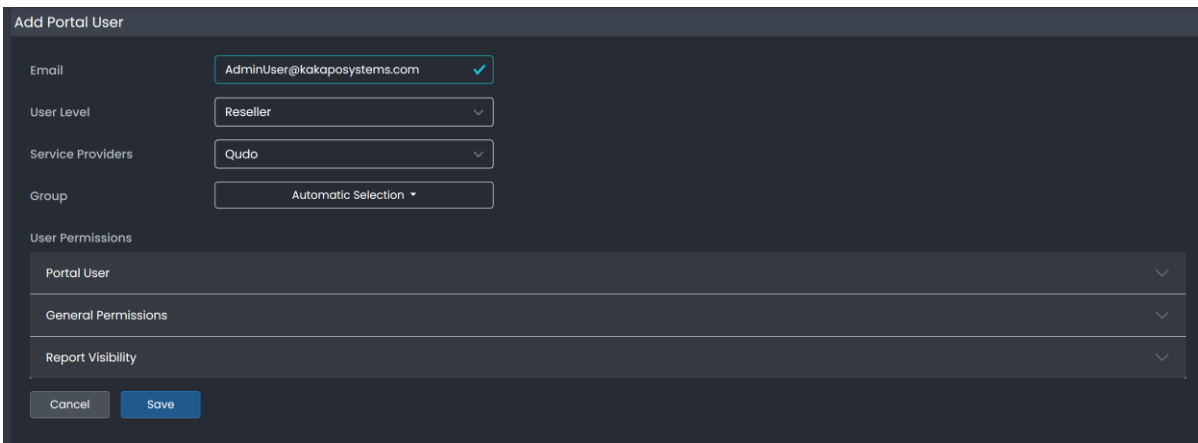 Add Portal User
Email AdminUser@kakaposystems.com
User Level Reseller
Service Providers Qudo
Group Automatic Selection
User Permissions
Portal User
General Permissions
Report Visibility
Cancel Save